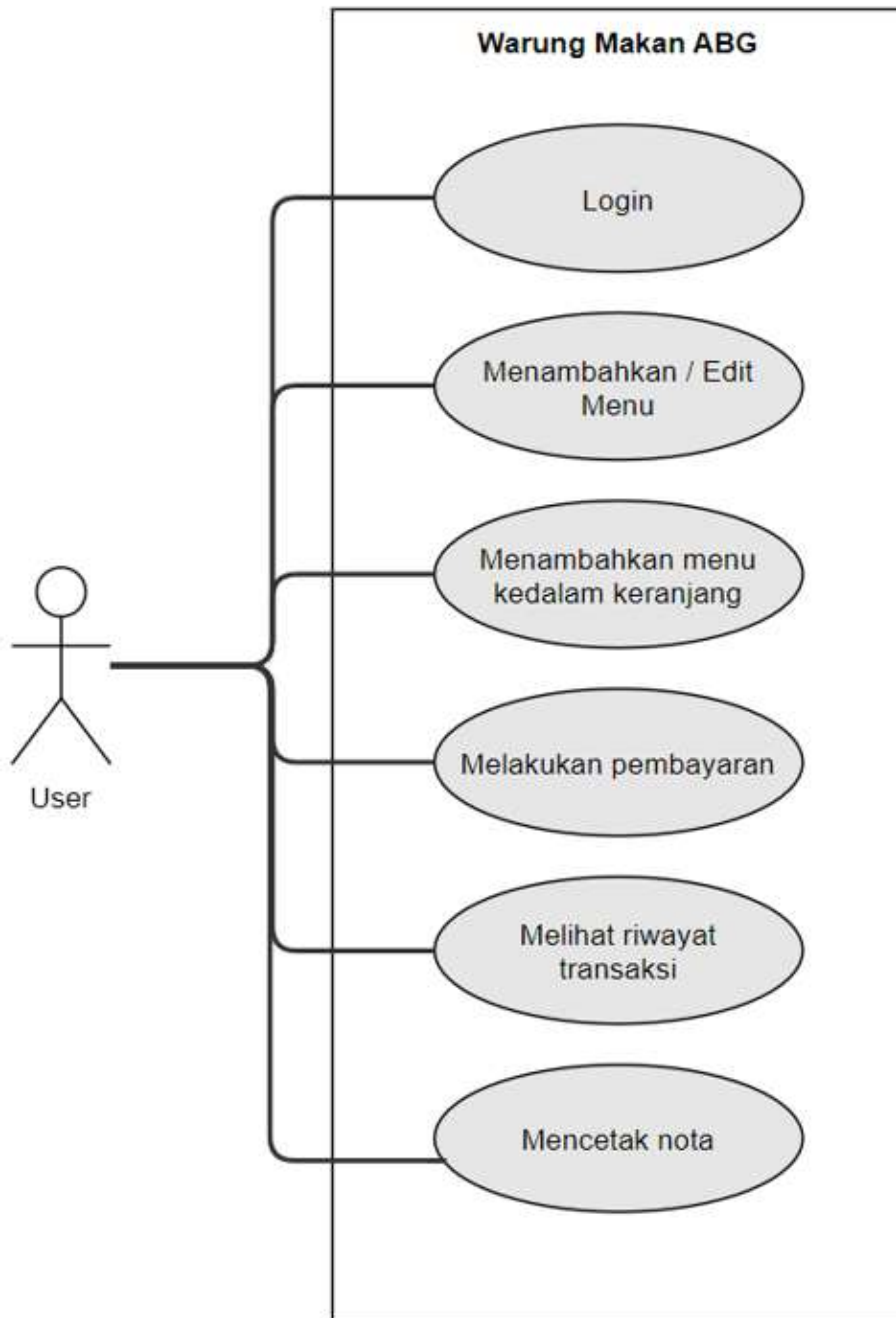 Warung Makan ABG
Login
Menambahkan / Edit
Menu
Menambahkan menu
kedalam keranjang
Melakukan pembayaran
User
Melihat riwayat
transaksi
Mencetak nota